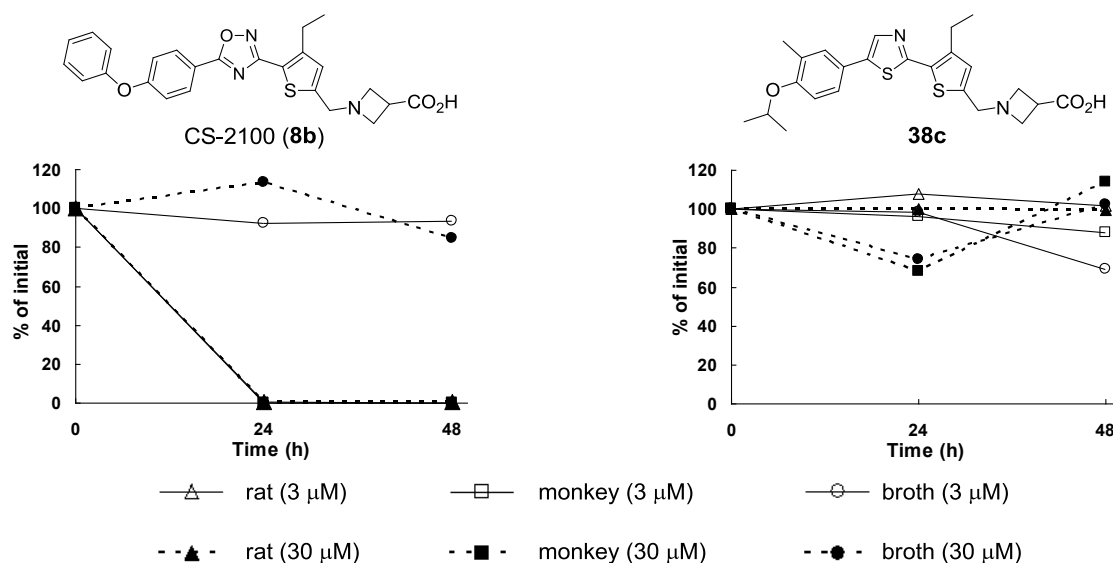 O N
N
O
S
N
CO₂H
CS-2100 (8b)
N
S
S
O
N
CO₂H
38c
% of initial
120
100
80
60
40
20
0
0 24 48
Time (h)
% of initial
120
100
80
60
40
20
0
0 24 48
Time (h)
rat (3 μM) monkey (3 μM) broth (3 μM)
rat (30 μM) monkey (30 μM) broth (30 μM)